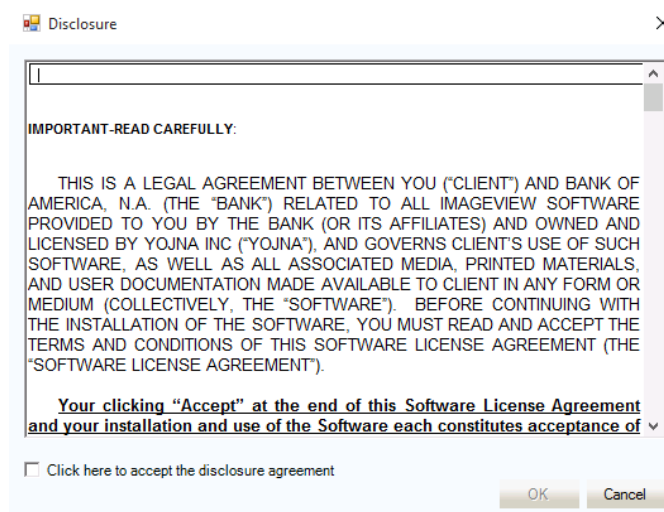 Disclosure
IMPORTANT-READ CAREFULLY:
THIS IS A LEGAL AGREEMENT BETWEEN YOU (“CLIENT”) AND BANK OF
AMERICA, N.A. (THE “BANK”) RELATED TO ALL IMAGEVIEW SOFTWARE
PROVIDED TO YOU BY THE BANK (OR ITS AFFILIATES) AND OWNED AND
LICENSED BY YOJNA INC (“YOJNA”), AND GOVERNS CLIENT’S USE OF SUCH
SOFTWARE, AS WELL AS ALL ASSOCIATED MEDIA, PRINTED MATERIALS,
AND USER DOCUMENTATION MADE AVAILABLE TO CLIENT IN ANY FORM OR
MEDIUM (COLLECTIVELY, THE “SOFTWARE”). BEFORE CONTINUING WITH
THE INSTALLATION OF THE SOFTWARE, YOU MUST READ AND ACCEPT THE
TERMS AND CONDITIONS OF THIS SOFTWARE LICENSE AGREEMENT (THE
“SOFTWARE LICENSE AGREEMENT”).
Your clicking “Accept” at the end of this Software License Agreement
and your installation and use of the Software each constitutes acceptance of
Click here to accept the disclosure agreement
OK Cancel